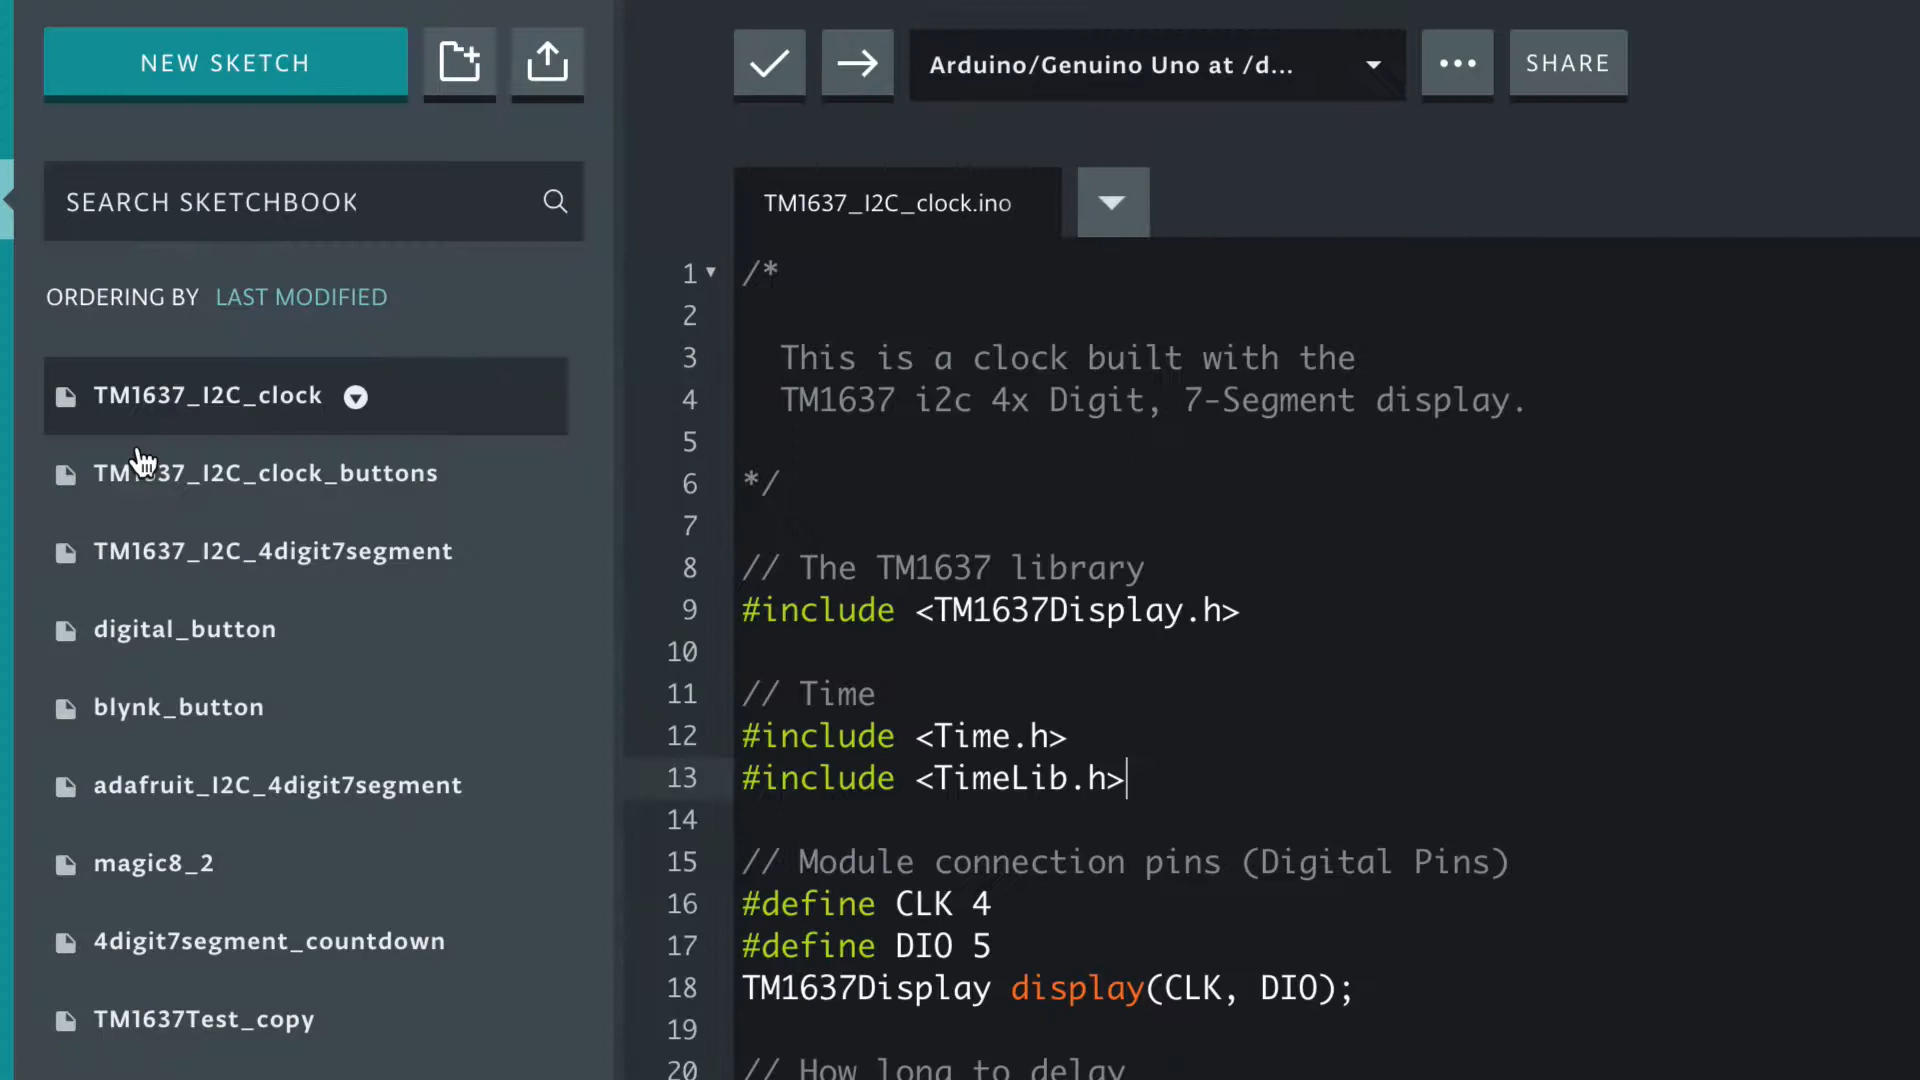 NEW SKETCH
Arduino/Genuino Uno at /d...
SHARE
SEARCH SKETCHBOOK
TM1637_I2C_clock.ino
ORDERING BY LAST MODIFIED
TM1637_I2C_clock
TM1637_I2C_clock_buttons
TM1637_I2C_4digit7segment
digital_button
blynk_button
adafruit_I2C_4digit7segment
magic8_2
4digit7segment_countdown
TM1637Test_copy
1 /*
2
3 This is a clock built with the
4 TM1637 i2c 4x Digit, 7-Segment display.
5
6 */
7
8 // The TM1637 library
9 #include <TM1637Display.h>
10
11 // Time
12 #include <Time.h>
13 #include <TimeLib.h>
14
15 // Module connection pins (Digital Pins)
16 #define CLK 4
17 #define DIO 5
18 TM1637Display display(CLK, DIO);
19
20 // How long to delay